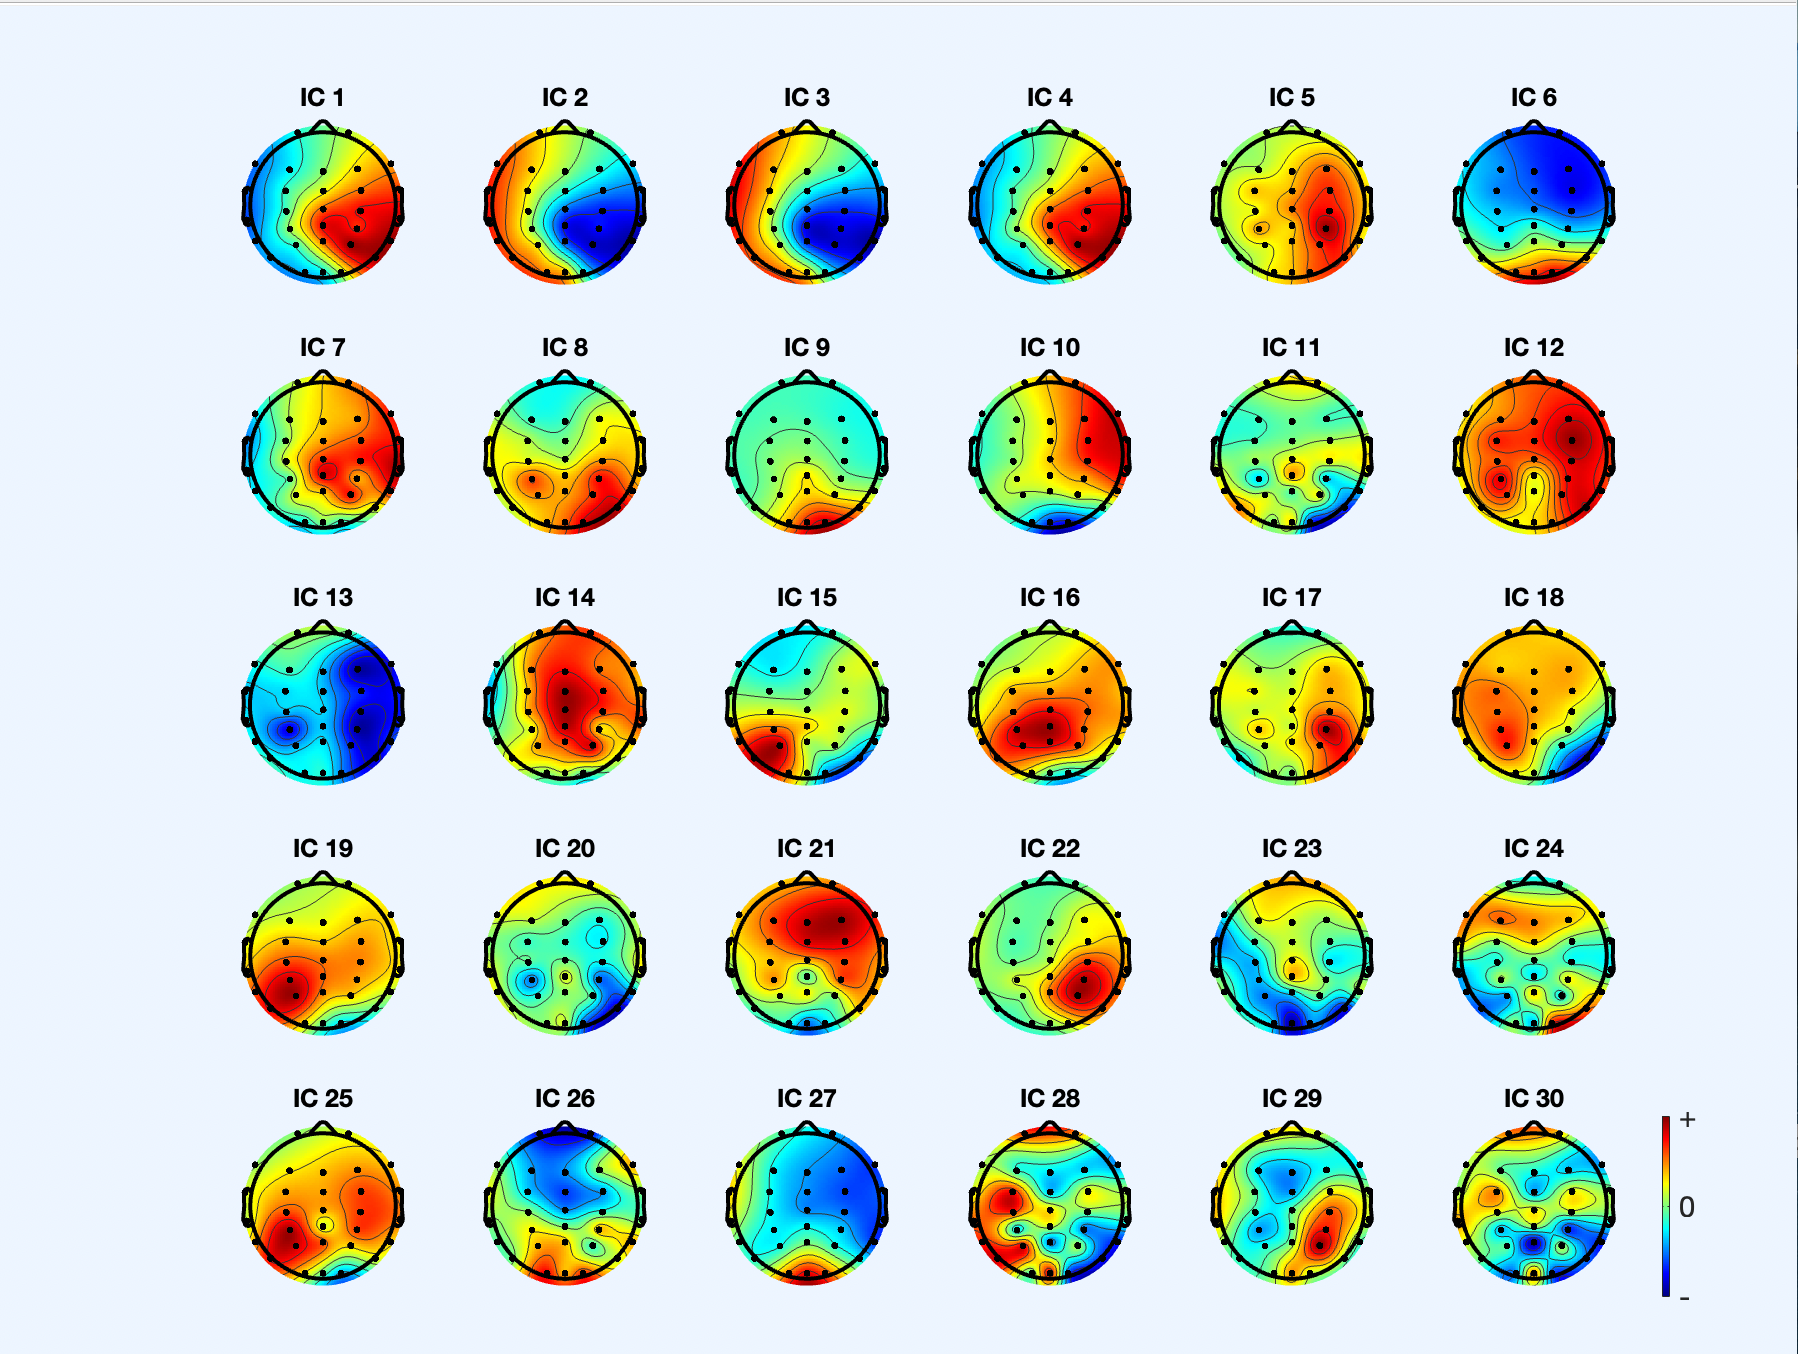 IC 1 IC 2 IC 3 IC 4 IC 5 IC 6
IC 7 IC 8 IC 9 IC 10 IC 11 IC 12
IC 13 IC 14 IC 15 IC 16 IC 17 IC 18
IC 19 IC 20 IC 21 IC 22 IC 23 IC 24
IC 25 IC 26 IC 27 IC 28 IC 29 IC 30
+
0
-